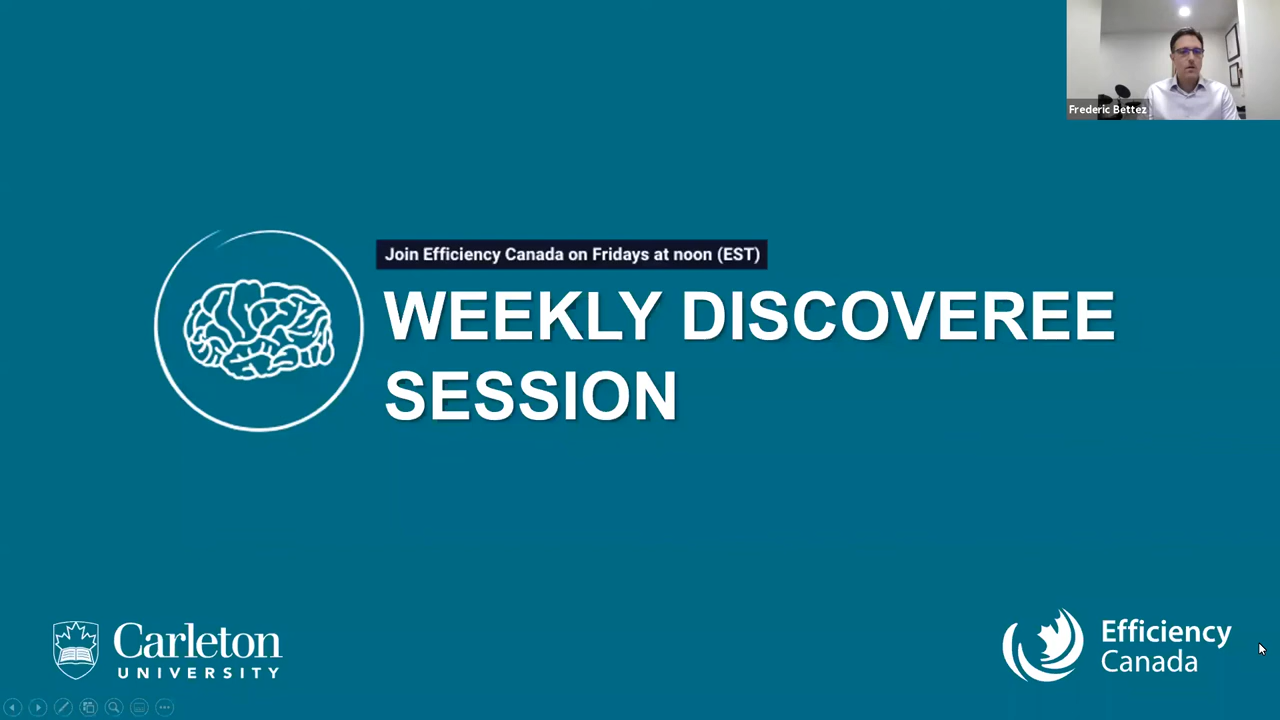 Frederic Bettez
Join Efficiency Canada on Fridays at noon (EST)
WEEKLY DISCOVEREE
SESSION
Carleton
UNIVERSITY
Efficiency
Canada